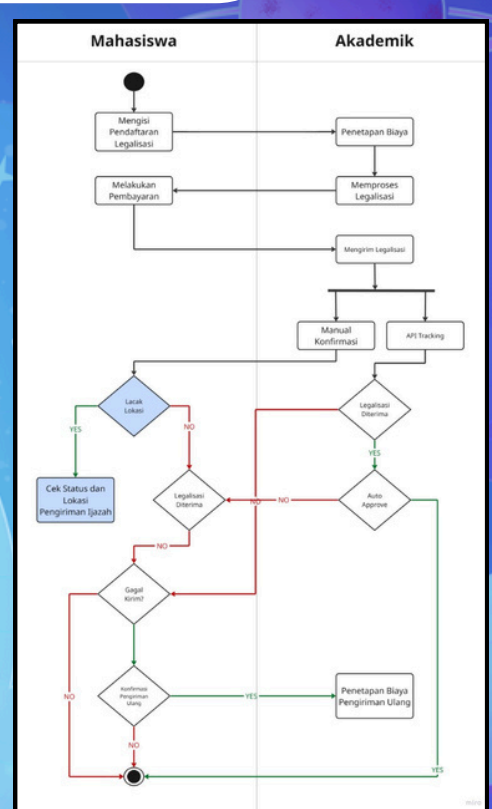 Mahasiswa
Akademik
Mengisi
Pendaftaran
Legalisasi
Penetapan Biaya
Melakukan
Pembayaran
Memproses
Legalisasi
Mengirim Legalisasi
Manual
Konfirmasi
API Tracking
Lacak
Lokasi
Legalisasi
Diterima
YES
NO
YES
Cek Status dan
Lokasi
Pengiriman Ijazah
Legalisasi
Diterima
NO
NO
Auto
Approve
NO
Gagal
Kirim?
Konfirmasi
Pengiriman
Ulang
YES
Penetapan Biaya
Pengiriman Ulang
NO
NO
YES
miro